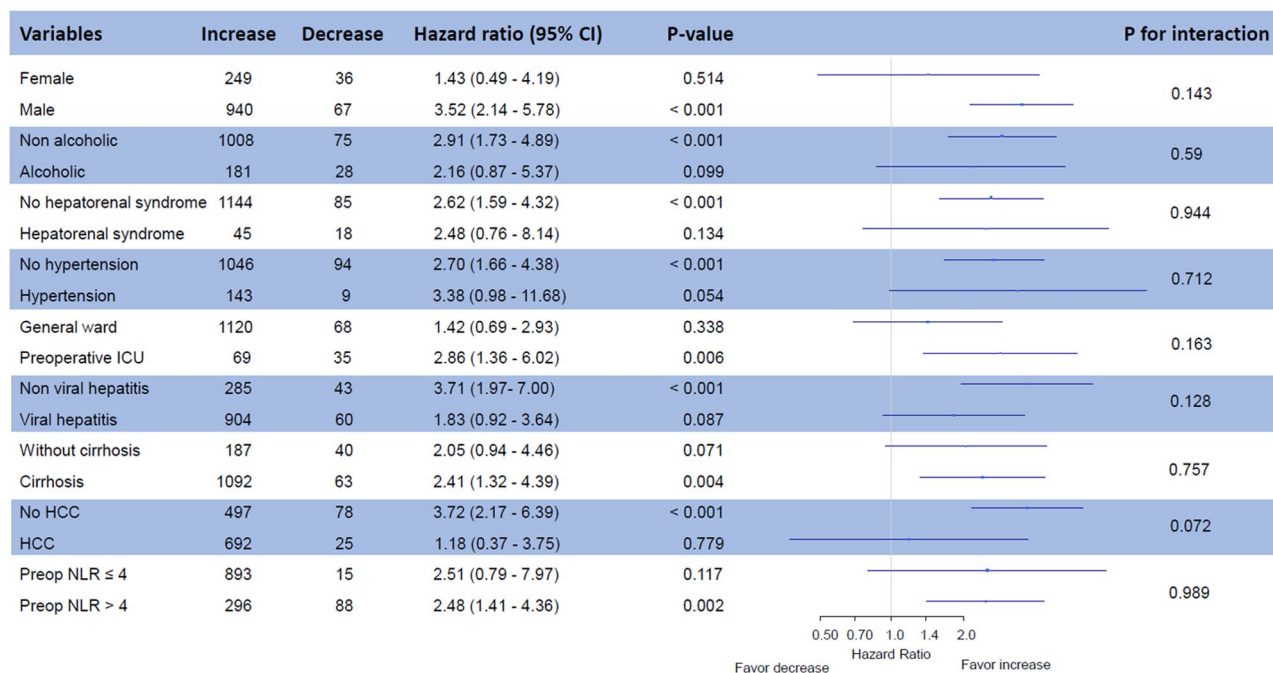 Variables Increase Decrease Hazard ratio (95% CI) P-value P for interaction
Female 249 36 1.43 (0.49 - 4.19) 0.514
0.143
Male 940 67 3.52 (2.14 - 5.78) < 0.001
Non alcoholic 1008 75 2.91 (1.73 - 4.89) < 0.001
0.59
Alcoholic 181 28 2.16 (0.87 - 5.37) 0.099
No hepatorenal syndrome 1144 85 2.62 (1.59 - 4.32) < 0.001
0.944
Hepatorenal syndrome 45 18 2.48 (0.76 - 8.14) 0.134
No hypertension 1046 94 2.70 (1.66 - 4.38) < 0.001
0.712
Hypertension 143 9 3.38 (0.98 - 11.68) 0.054
General ward 1120 68 1.42 (0.69 - 2.93) 0.338
0.163
Preoperative ICU 69 35 2.86 (1.36 - 6.02) 0.006
Non viral hepatitis 285 43 3.71 (1.97- 7.00) < 0.001
0.128
Viral hepatitis 904 60 1.83 (0.92 - 3.64) 0.087
Without cirrhosis 187 40 2.05 (0.94 - 4.46) 0.071
0.757
Cirrhosis 1092 63 2.41 (1.32 - 4.39) 0.004
No HCC 497 78 3.72 (2.17 - 6.39) < 0.001
0.072
HCC 692 25 1.18 (0.37 - 3.75) 0.779
Preop NLR ≤ 4 893 15 2.51 (0.79 - 7.97) 0.117
0.989
Preop NLR > 4 296 88 2.48 (1.41 - 4.36) 0.002
0.50 0.70 1.0 1.4 2.0
Hazard Ratio
Favor decrease Favor increase